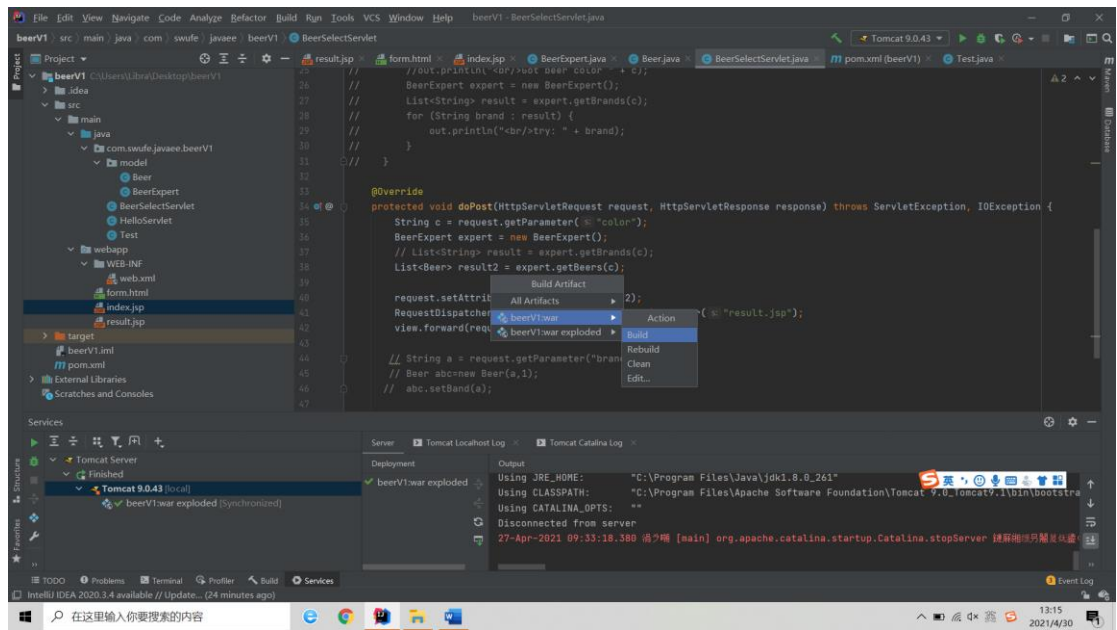 File Edit View Navigate Code Analyze Refactor Build Run Tools VCS Window Help beerV1 - BeerSelectServlet.java
beerV1 src main java com swufe javaee beerV1 BeerSelectServlet Tomcat 9.0.43
Project result.jsp form.html index.jsp BeerExpert.java Beer.java BeerSelectServlet.java pom.xml (beerV1) Test.java
beerV1 C:\Users\Libra\Desktop\beerV1
.idea
src
main
java
com.swufe.javaee.beerV1
model
Beer
BeerExpert
BeerSelectServlet
HelloServlet
Test
webapp
WEB-INF
web.xml
form.html
index.jsp
result.jsp
target
beerV1.iml
pom.xml
External Libraries
Scratches and Consoles
25 // //out.println("<br/>Got beer color " + c);
26 // BeerExpert expert = new BeerExpert();
27 // List<String> result = expert.getBrands(c);
28 // for (String brand : result) {
29 // out.println("<br/>try: " + brand);
30 // }
31 // }
32
33 @Override
34 protected void doPost(HttpServletRequest request, HttpServletResponse response) throws ServletException, IOException {
35 String c = request.getParameter( s: "color");
36 BeerExpert expert = new BeerExpert();
37 // List<String> result = expert.getBrands(c);
38 List<Beer> result2 = expert.getBeers(c);
39
40 request.setAttrib 2);
41 RequestDispatcher ( s: "result.jsp");
42 view.forward(requ
43
44 // String a = request.getParameter("bran
45 // Beer abc=new Beer(a,1);
46 // abc.setBand(a);
47
Build Artifact
All Artifacts
beerV1:war
beerV1:war exploded
Action
Build
Rebuild
Clean
Edit...
2
Maven
Database
Project
Structure
Favorites
Services
Tomcat Server
Finished
Tomcat 9.0.43 [local]
beerV1:war exploded [Synchronized]
Server Tomcat Localhost Log Tomcat Catalina Log
Deployment Output
beerV1:war exploded
Using JRE_HOME: "C:\Program Files\Java\jdk1.8.0_261"
Using CLASSPATH: "C:\Program Files\Apache Software Foundation\Tomcat 9.0_Tomcat9.1\bin\bootstra
Using CATALINA_OPTS: ""
Disconnected from server
27-Apr-2021 09:33:18.380 [main] org.apache.catalina.startup.Catalina.stopServer
英
TODO Problems Terminal Profiler Build Services Event Log
IntelliJ IDEA 2020.3.4 available // Update... (24 minutes ago)
在这里输入你要搜索的内容
英
13:15
2021/4/30